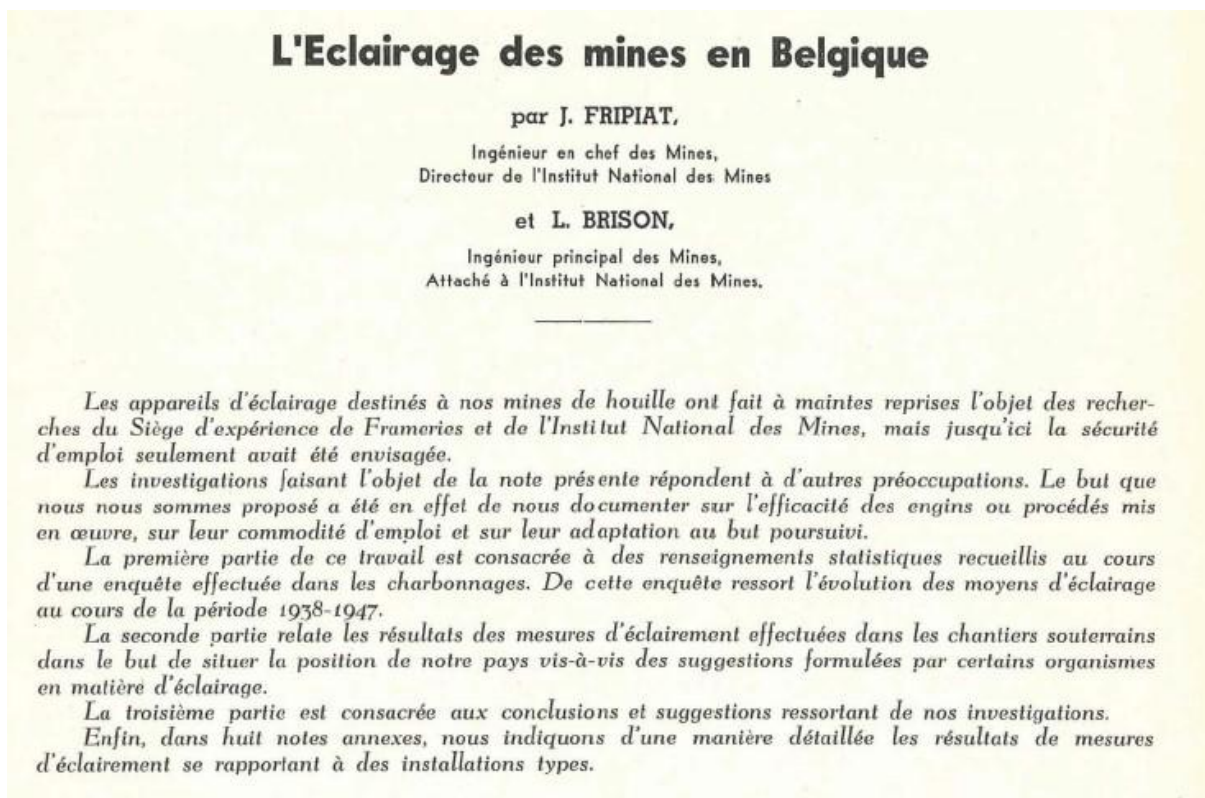 L'Eclairage des mines en Belgique
par J. FRIPIAT,
Ingénieur en chef des Mines,
Directeur de l'Institut National des Mines
et L. BRISON,
Ingénieur principal des Mines,
Attaché à l'Institut National des Mines.
Les appareils d'éclairage destinés à nos mines de houille ont fait à maintes reprises l'objet des recher-
ches du Siège d'expérience de Frameries et de l'Institut National des Mines, mais jusqu'ici la sécurité
d'emploi seulement avait été envisagée.
Les investigations faisant l'objet de la note présente répondent à d'autres préoccupations. Le but que
nous nous sommes proposé a été en effet de nous documenter sur l'efficacité des engins ou procédés mis
en œuvre, sur leur commodité d'emploi et sur leur adaptation au but poursuivi.
La première partie de ce travail est consacrée à des renseignements statistiques recueillis au cours
d'une enquête effectuée dans les charbonnages. De cette enquête ressort l'évolution des moyens d'éclairage
au cours de la période 1938-1947.
La seconde partie relate les résultats des mesures d'éclairement effectuées dans les chantiers souterrains
dans le but de situer la position de notre pays vis-à-vis des suggestions formulées par certains organismes
en matière d'éclairage.
La troisième partie est consacrée aux conclusions et suggestions ressortant de nos investigations.
Enfin, dans huit notes annexes, nous indiquons d'une manière détaillée les résultats de mesures
d'éclairement se rapportant à des installations types.